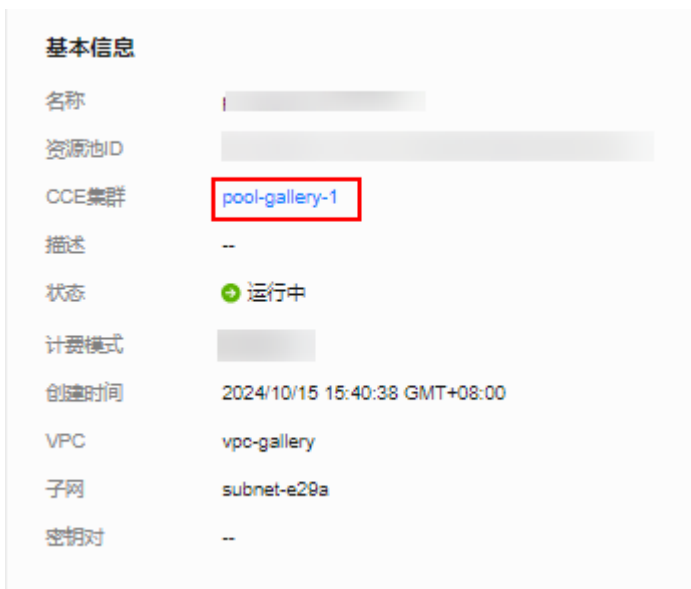 基本信息
名称
资源池ID
CCE集群 pool-gallery-1
描述 --
状态 运行中
计费模式
创建时间 2024/10/15 15:40:38 GMT+08:00
VPC vpc-gallery
子网 subnet-e29a
密钥对 --